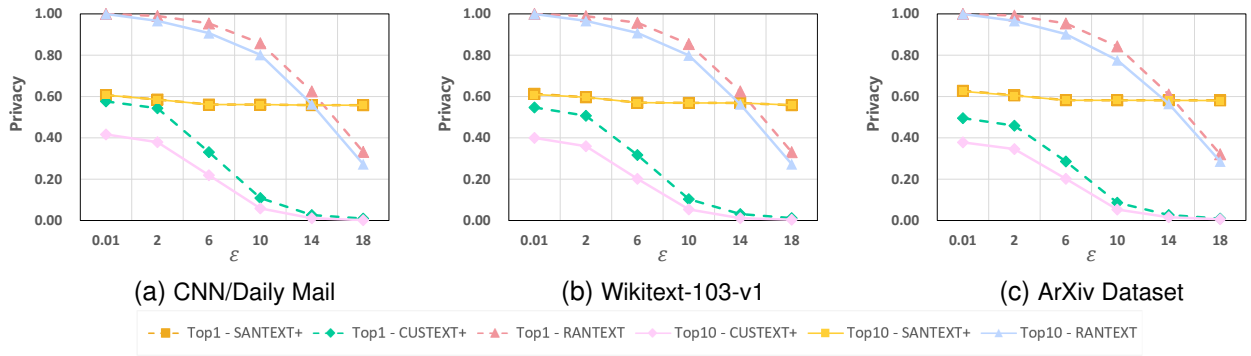 1.00
0.80
0.60
0.40
0.20
0.00
Privacy
0.01 2 6 10 14 18
ε
(a) CNN/Daily Mail
1.00
0.80
0.60
0.40
0.20
0.00
Privacy
0.01 2 6 10 14 18
ε
(b) Wikitext-103-v1
1.00
0.80
0.60
0.40
0.20
0.00
Privacy
0.01 2 6 10 14 18
ε
(c) ArXiv Dataset
Top1 - SANTEXT+ Top1 - CUSTEXT+ Top1 - RANTEXT Top10 - CUSTEXT+ Top10 - SANTEXT+ Top10 - RANTEXT